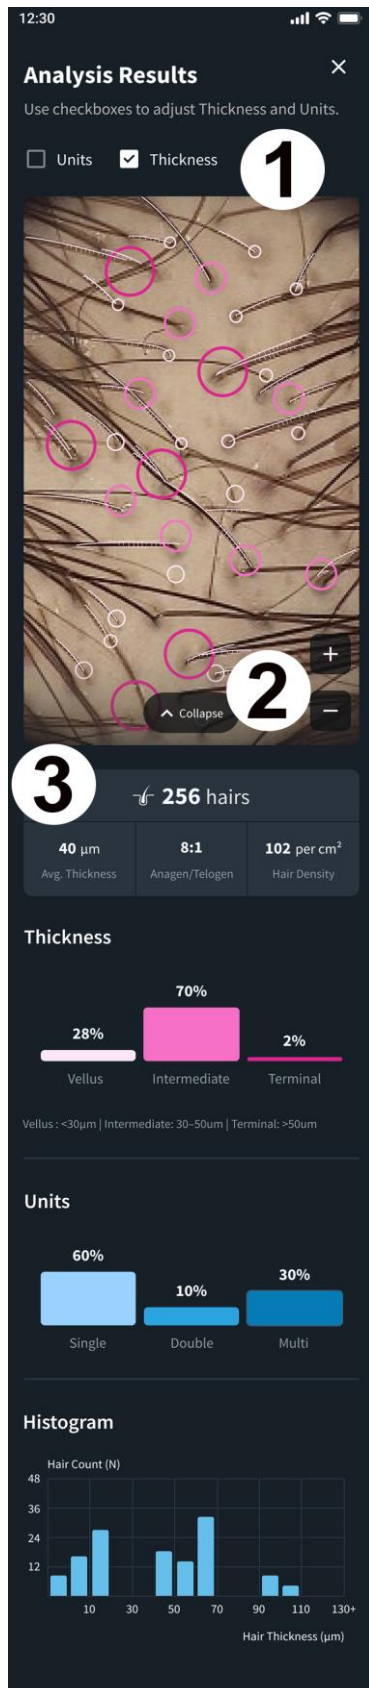 12:30
Analysis Results
Use checkboxes to adjust Thickness and Units.
Units
Thickness
1
+
2
Collapse
−
3
256 hairs
40 μm
8:1
102 per cm²
Avg. Thickness
Anagen/Telogen
Hair Density
Thickness
70%
28%
2%
Vellus
Intermediate
Terminal
Vellus : <30μm | Intermediate: 30–50um | Terminal: >50um
Units
60%
10%
30%
Single
Double
Multi
Histogram
Hair Count (N)
48
36
24
12
10 30 50 70 90 110 130+
Hair Thickness (μm)